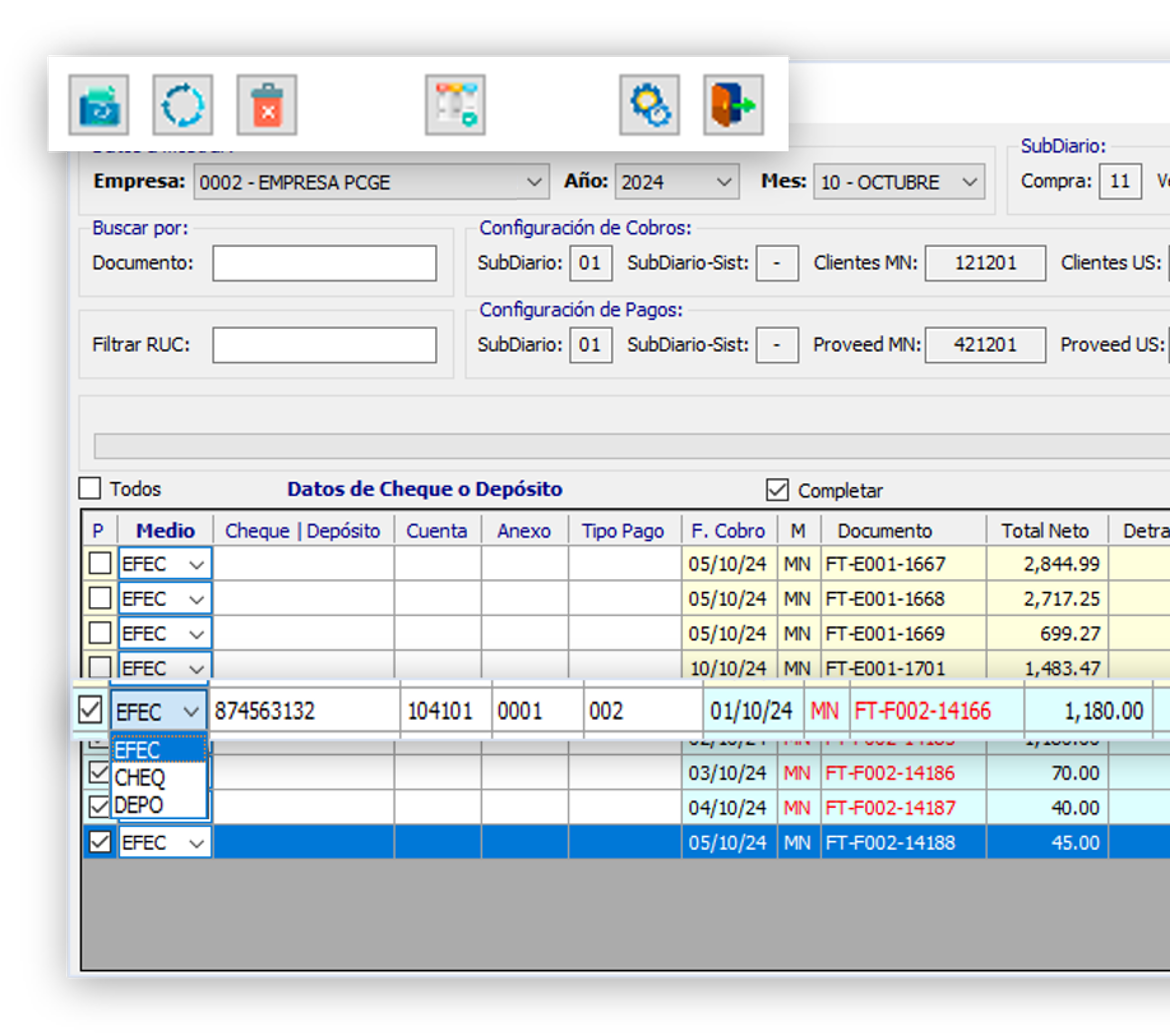 SubDiario:
Empresa: 0002 - EMPRESA PCGE Año: 2024 Mes: 10 - OCTUBRE Compra: 11
Buscar por: Configuración de Cobros:
Documento: SubDiario: 01 SubDiario-Sist: - Clientes MN: 121201 Clientes US:
Configuración de Pagos:
Filtrar RUC: SubDiario: 01 SubDiario-Sist: - Proveed MN: 421201 Proveed US:
Todos Datos de Cheque o Depósito Completar
P Medio Cheque | Depósito Cuenta Anexo Tipo Pago F. Cobro M Documento Total Neto Detra
EFEC 05/10/24 MN FT-E001-1667 2,844.99
EFEC 05/10/24 MN FT-E001-1668 2,717.25
EFEC 05/10/24 MN FT-E001-1669 699.27
EFEC 10/10/24 MN FT-E001-1701 1,483.47
EFEC 874563132 104101 0001 002 01/10/24 MN FT-F002-14166 1,180.00
EFEC
CHEQ 03/10/24 MN FT-F002-14186 70.00
DEPO 04/10/24 MN FT-F002-14187 40.00
EFEC 05/10/24 MN FT-F002-14188 45.00